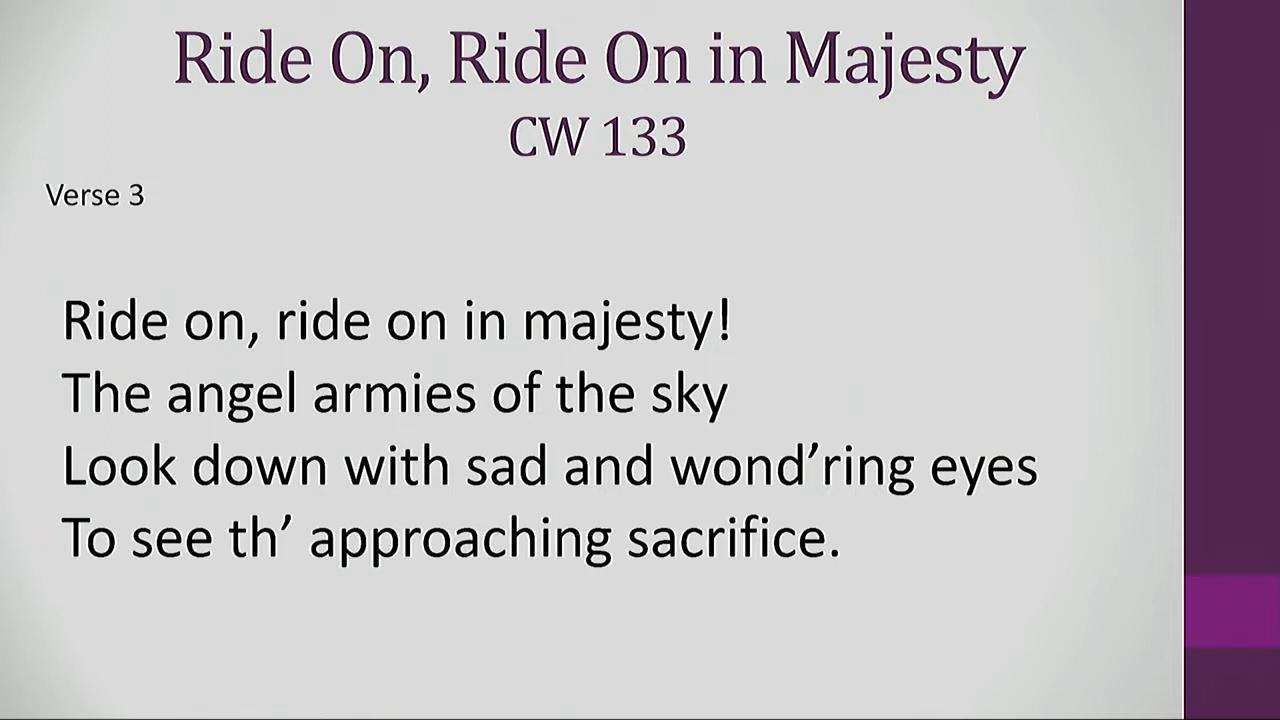 Ride On, Ride On in Majesty
CW 133
Verse 3
Ride on, ride on in majesty!
The angel armies of the sky
Look down with sad and wond’ring eyes
To see th’ approaching sacrifice.